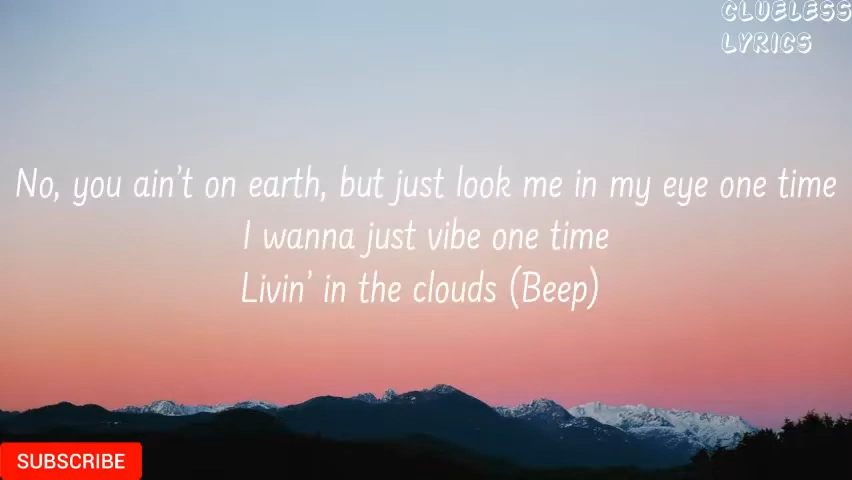 CLUELESS
LYRICS
No, you ain't on earth, but just look me in my eye one time
I wanna just vibe one time
Livin' in the clouds (Beep)
SUBSCRIBE